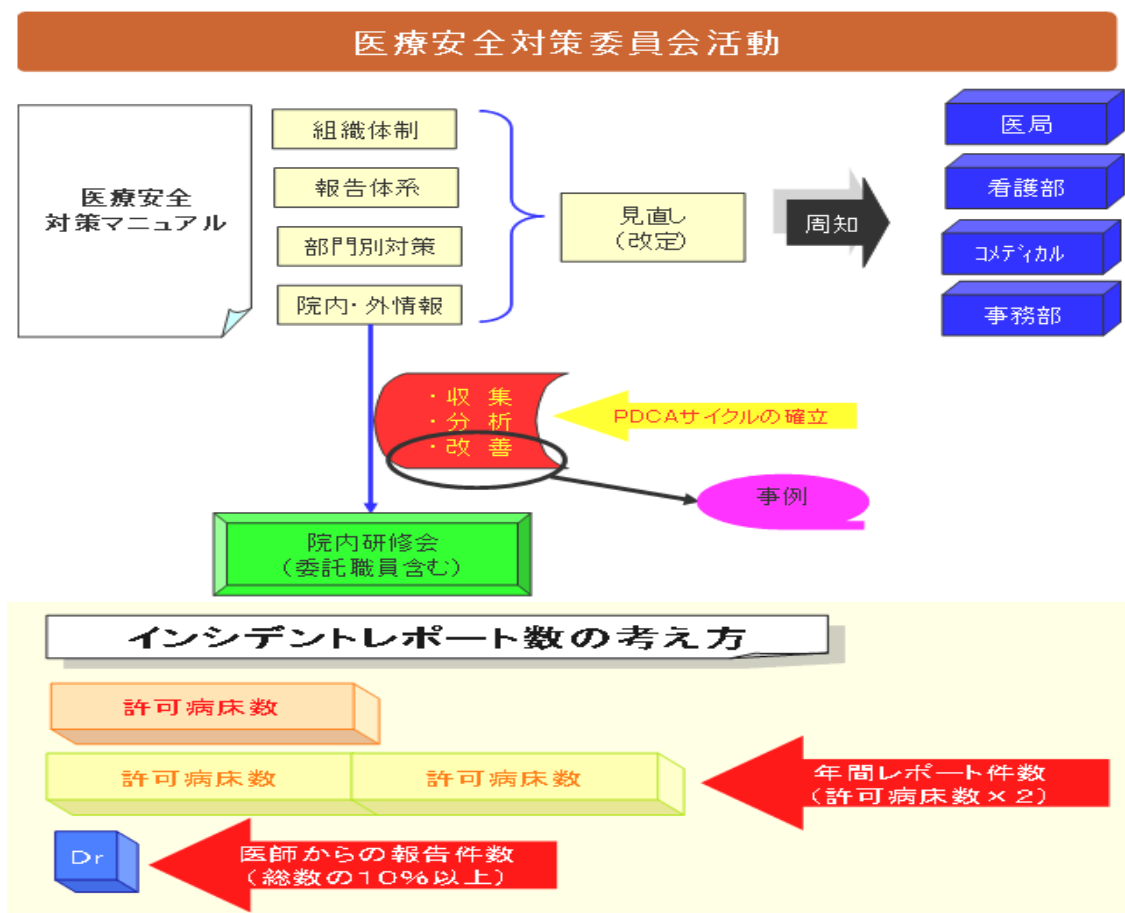 医療安全対策委員会活動
医療安全
対策マニュアル
組織体制
報告体系
部門別対策
院内・外情報
見直し
(改定)
周知
医局
看護部
ｺﾒﾃﾞｨｶﾙ
事務部
・収 集
・分 析
・改 善
PDCAサイクルの確立
事例
院内研修会
(委託職員含む)
インシデントレポート数の考え方
許可病床数
許可病床数
許可病床数
年間レポート件数
(許可病床数×2)
Dr
医師からの報告件数
(総数の10%以上)